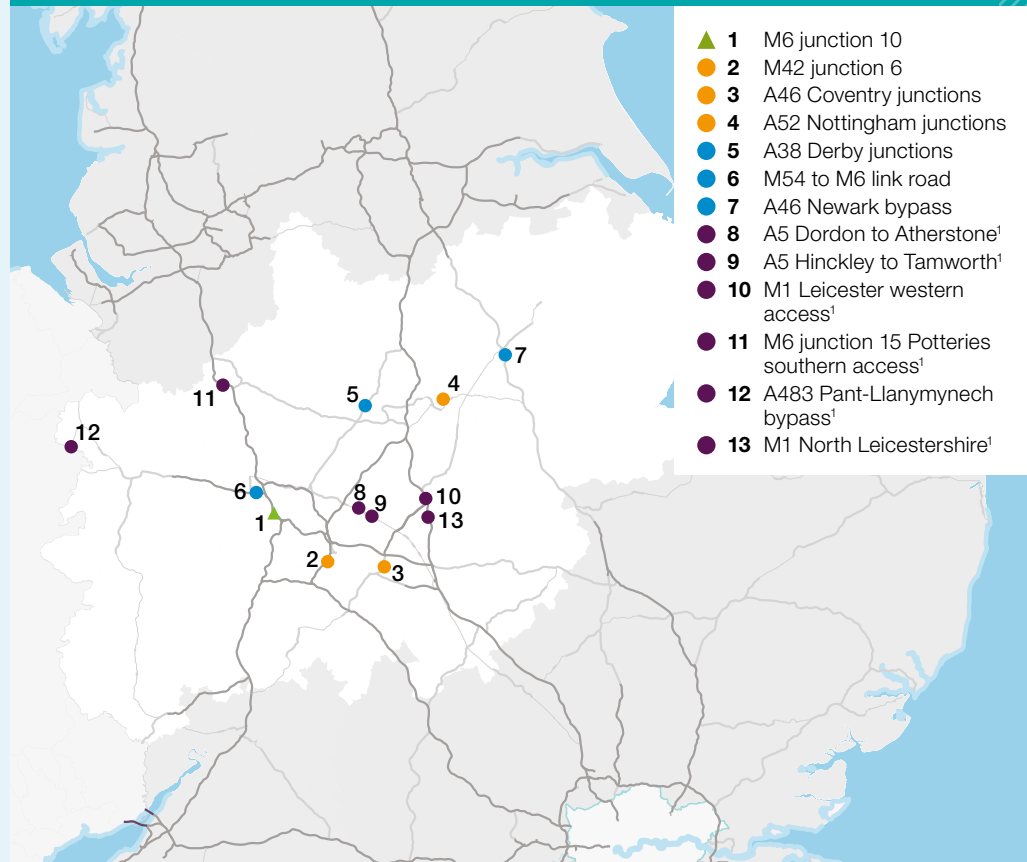 1 M6 junction 10
2 M42 junction 6
3 A46 Coventry junctions
4 A52 Nottingham junctions
5 A38 Derby junctions
6 M54 to M6 link road
7 A46 Newark bypass
8 A5 Dordon to Atherstone¹
9 A5 Hinckley to Tamworth¹
10 M1 Leicester western
access¹
11 M6 junction 15 Potteries
southern access¹
12 A483 Pant-Llanymynech
bypass¹
13 M1 North Leicestershire¹
7
4
5
11
12
6
8
9
10
1
13
2
3